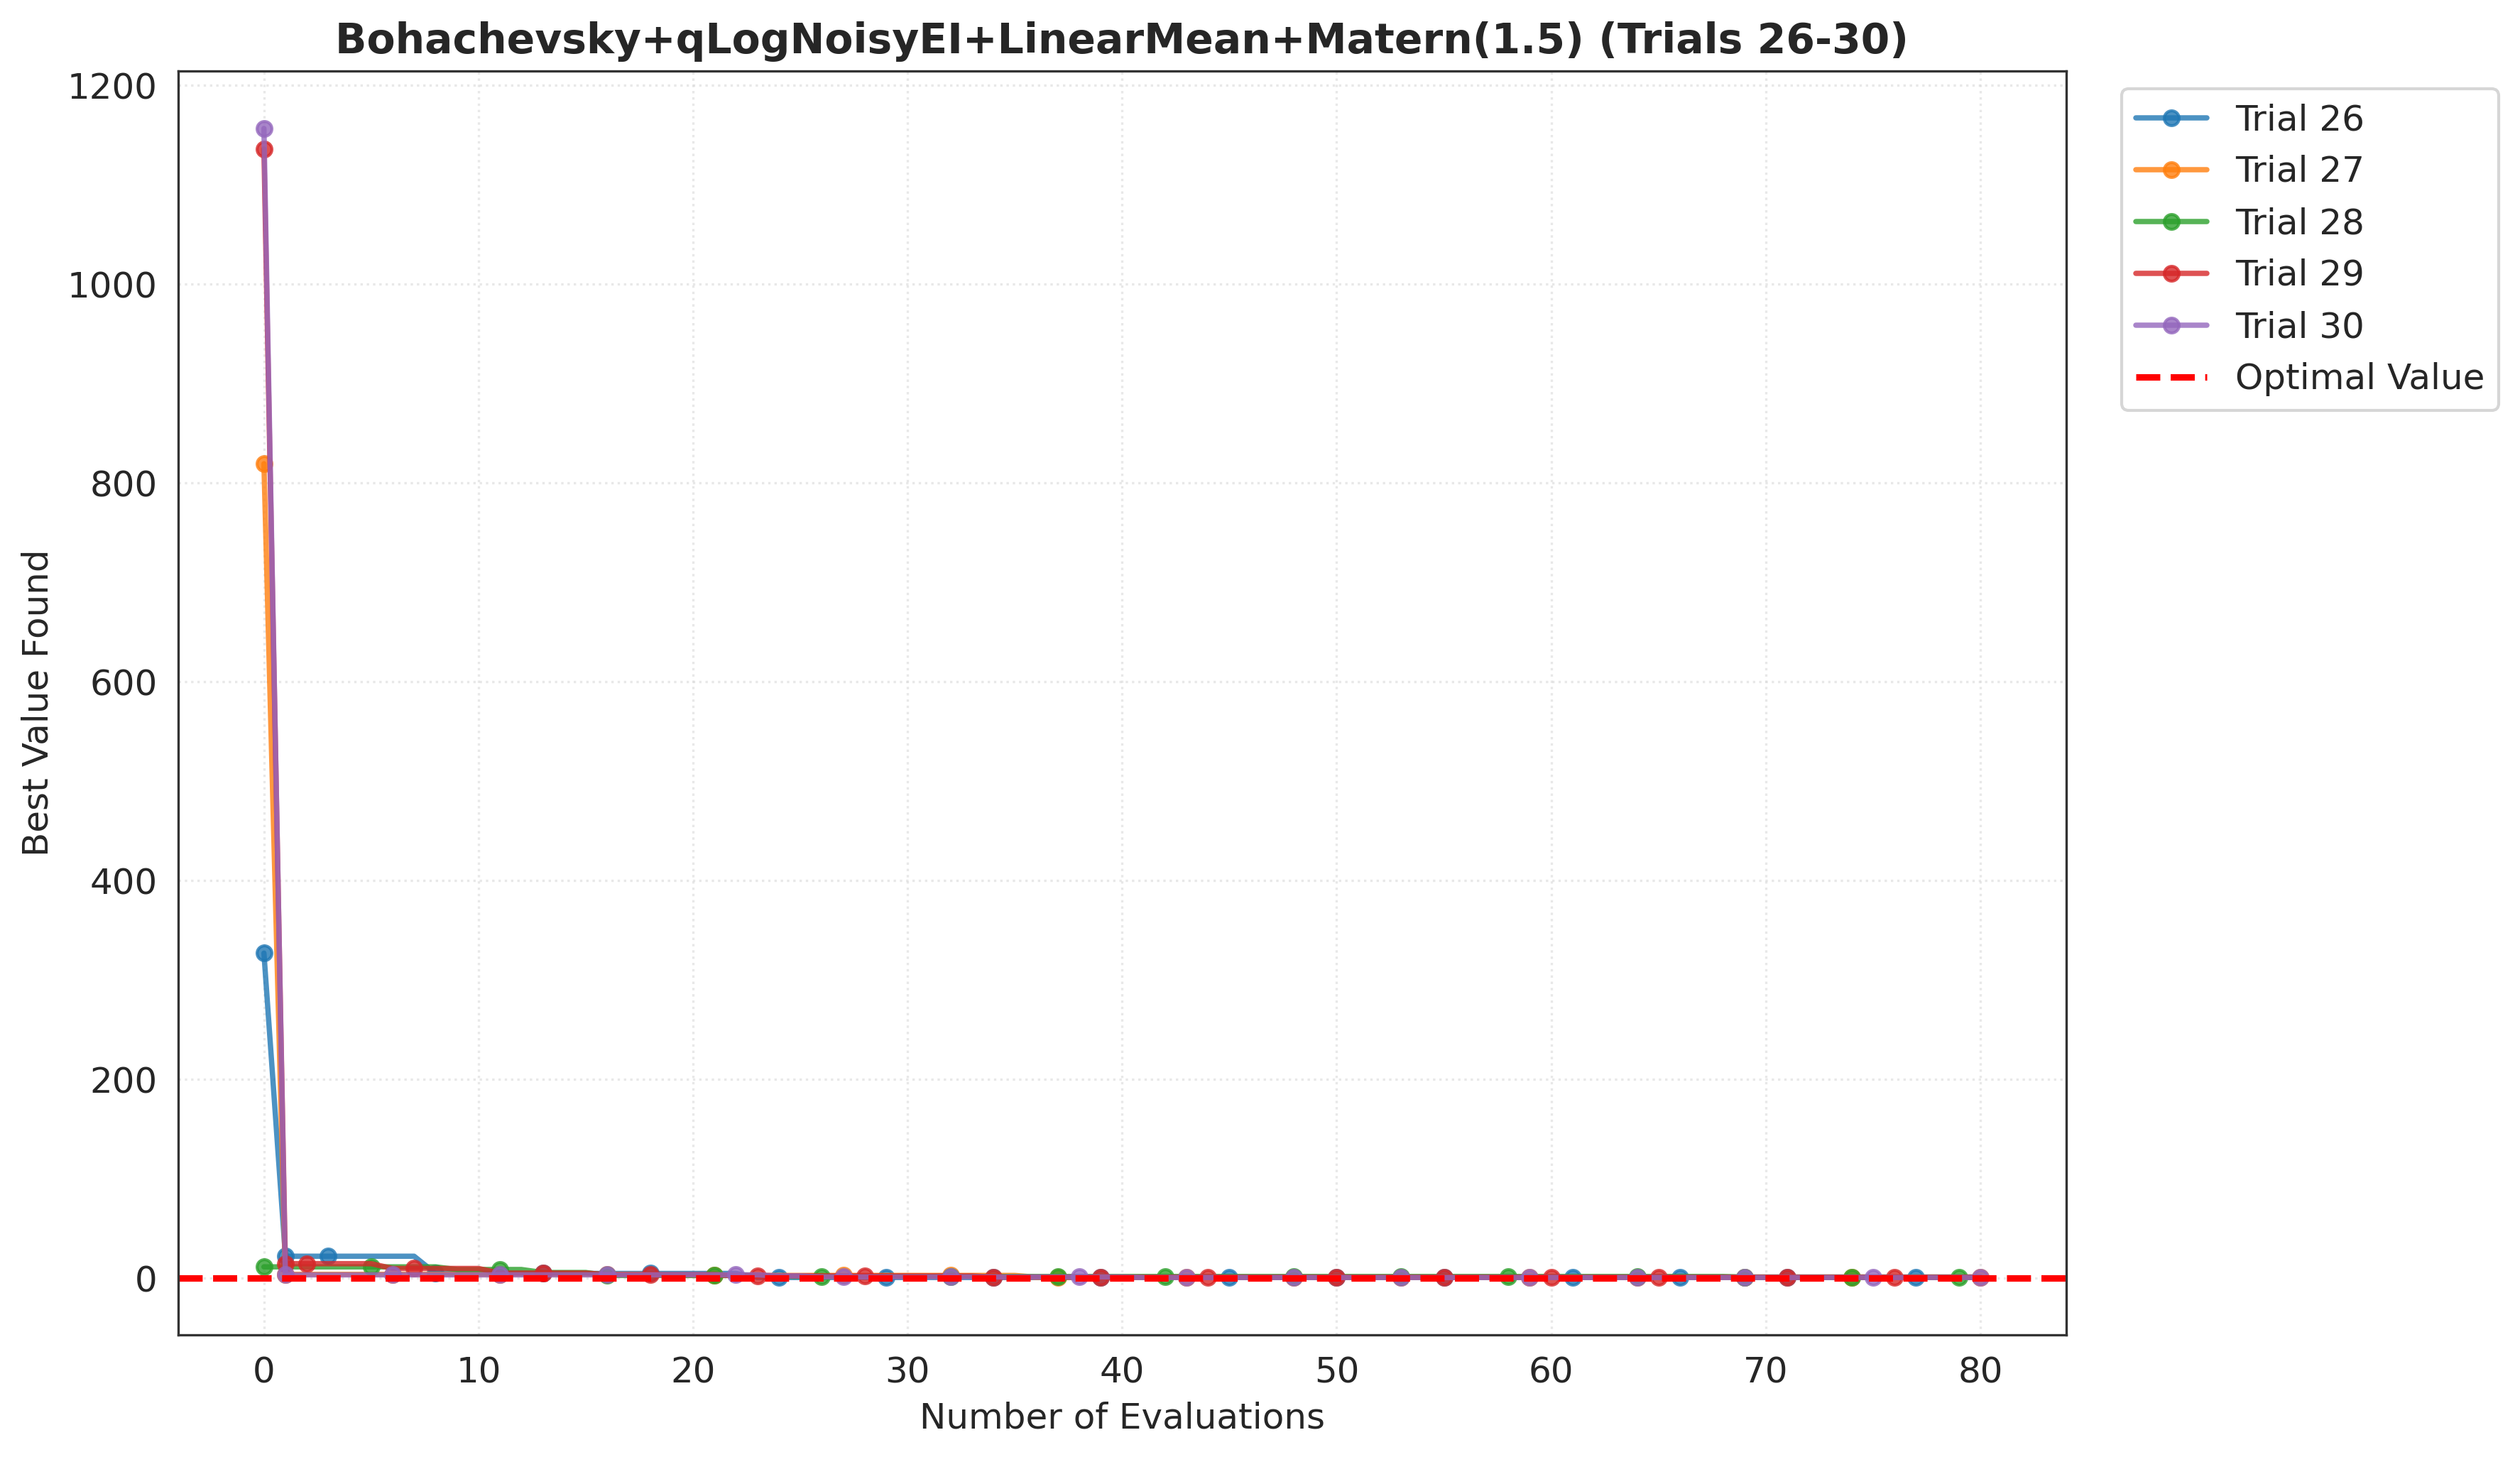 Bohachevsky+qLogNoisyEI+LinearMean+Matern(1.5) (Trials 26-30)
1200
1000
800
600
400
200
0
Best Value Found
0 10 20 30 40 50 60 70 80
Number of Evaluations
Trial 26
Trial 27
Trial 28
Trial 29
Trial 30
Optimal Value